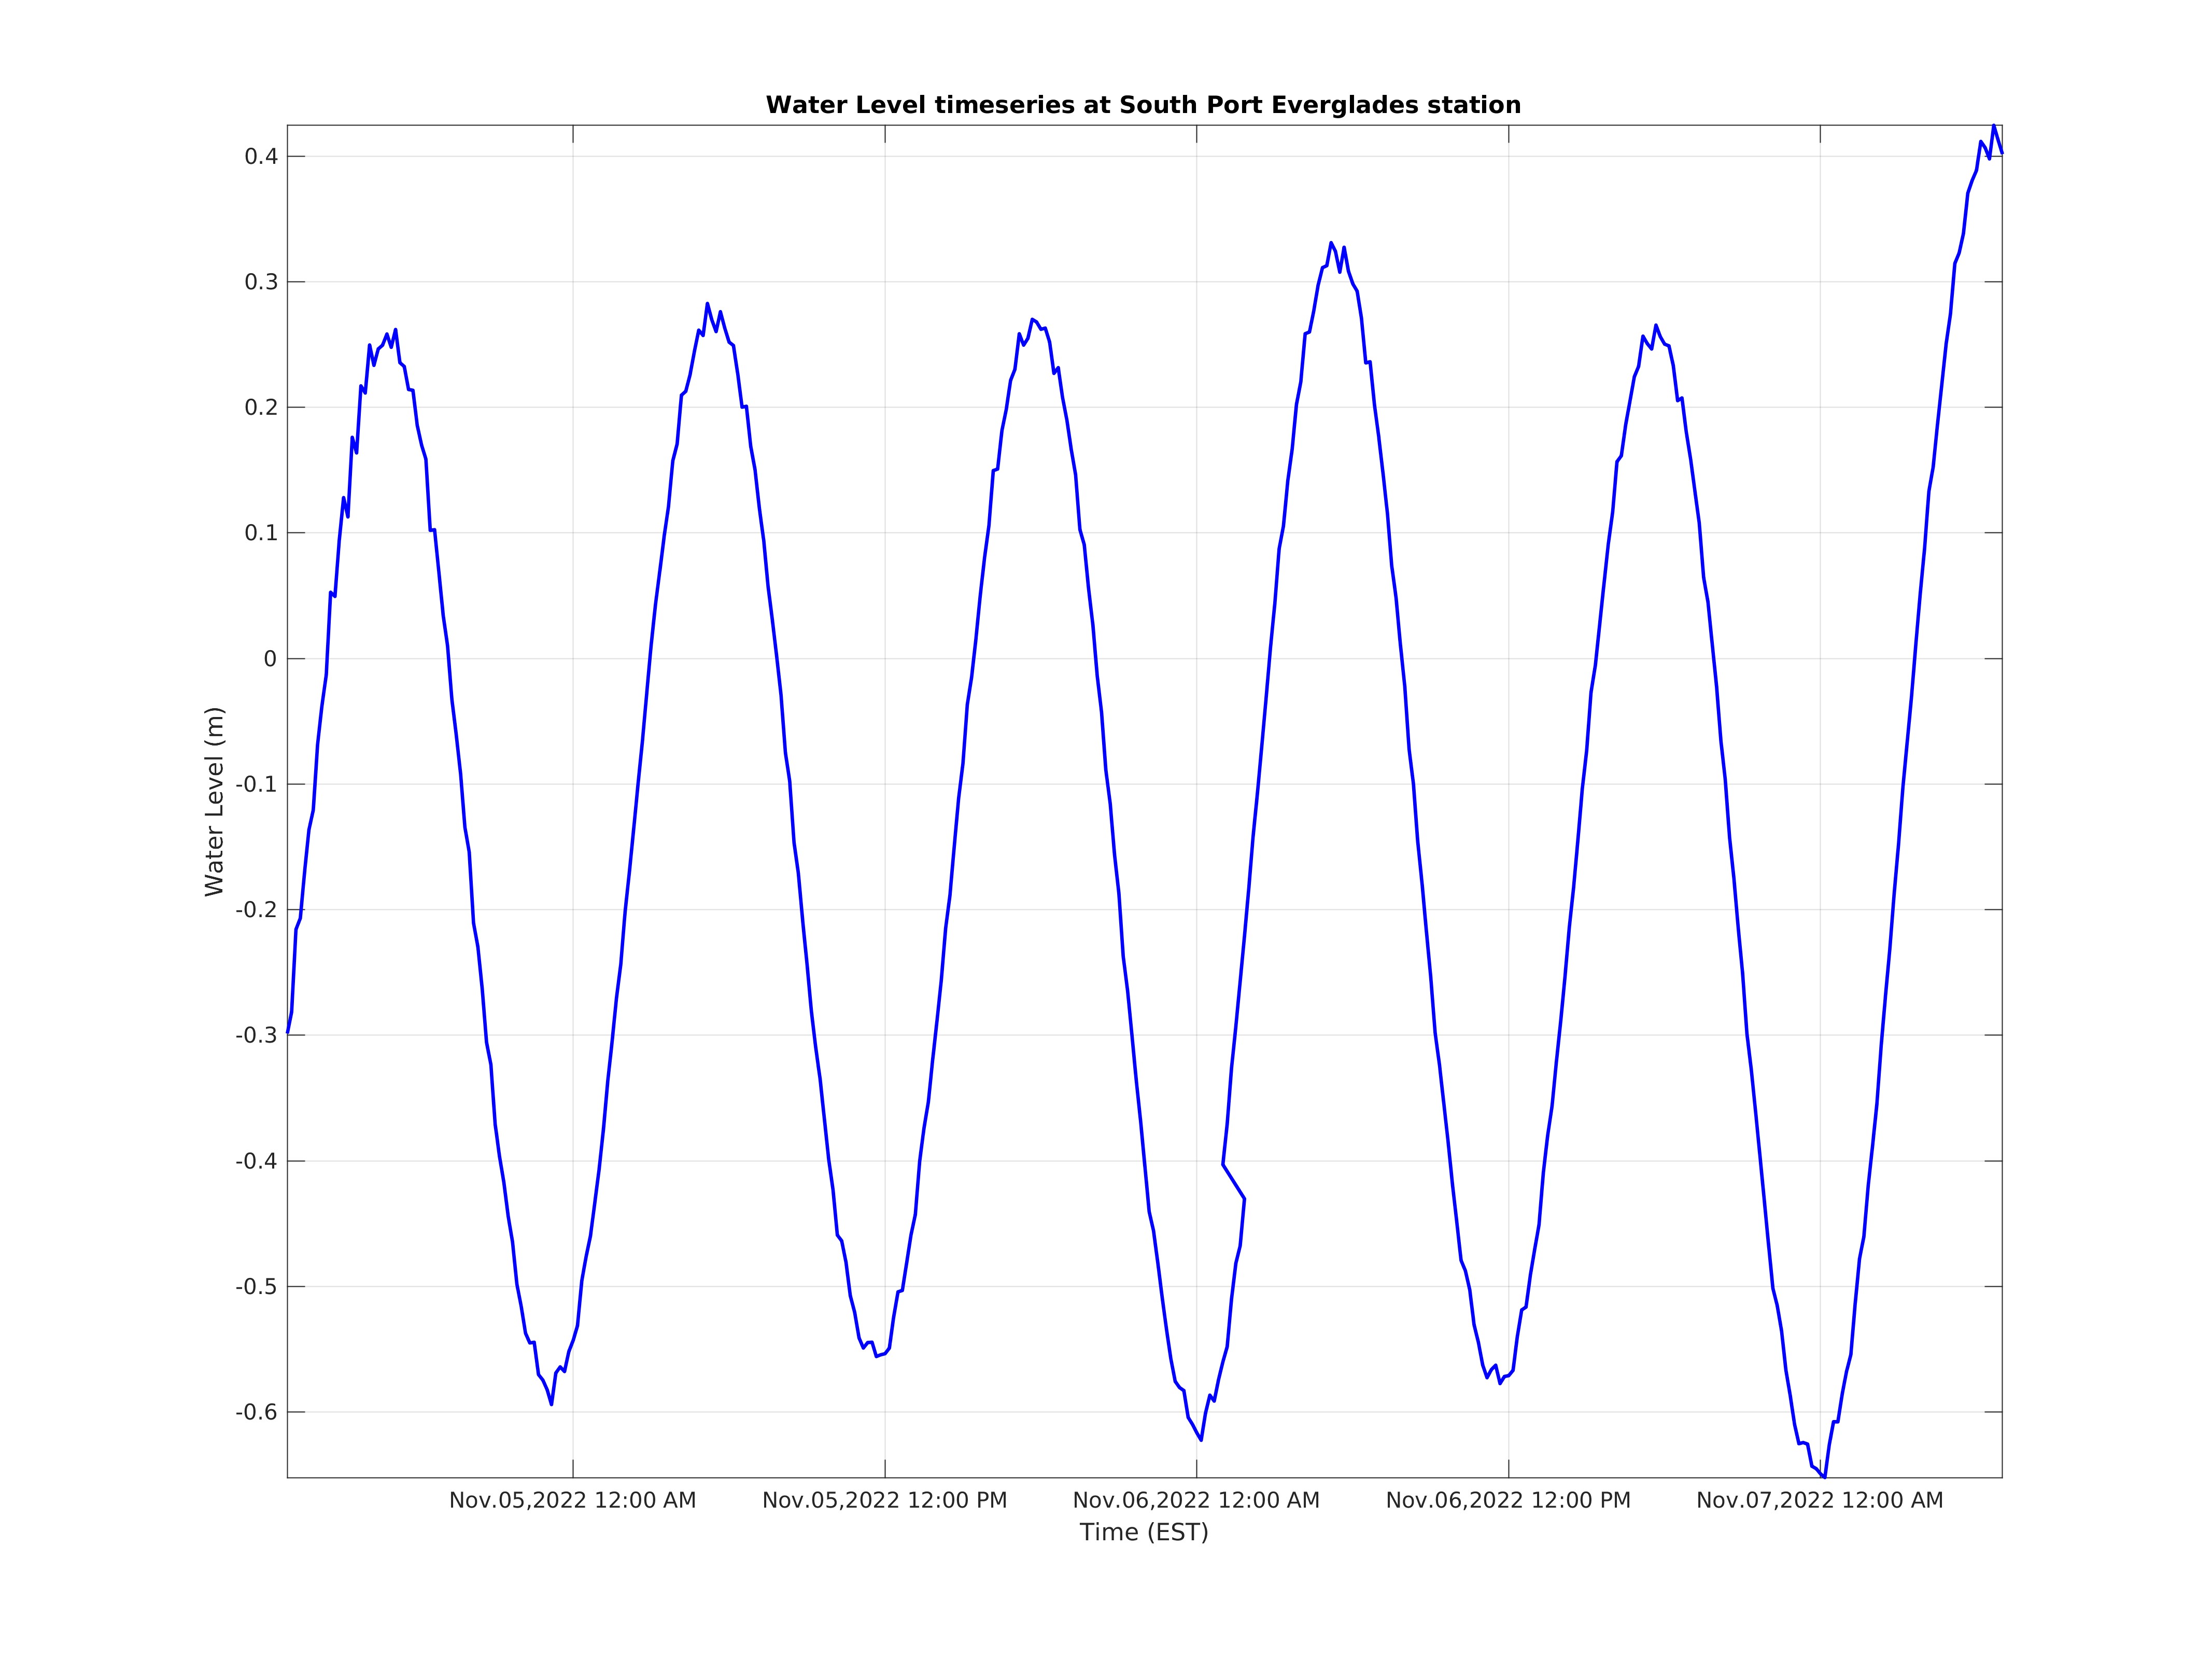 Water Level timeseries at South Port Everglades station
0.4
0.3
0.2
0.1
0
-0.1
-0.2
-0.3
-0.4
-0.5
-0.6
Water Level (m)
Nov.05,2022 12:00 AM
Nov.05,2022 12:00 PM
Nov.06,2022 12:00 AM
Nov.06,2022 12:00 PM
Nov.07,2022 12:00 AM
Time (EST)